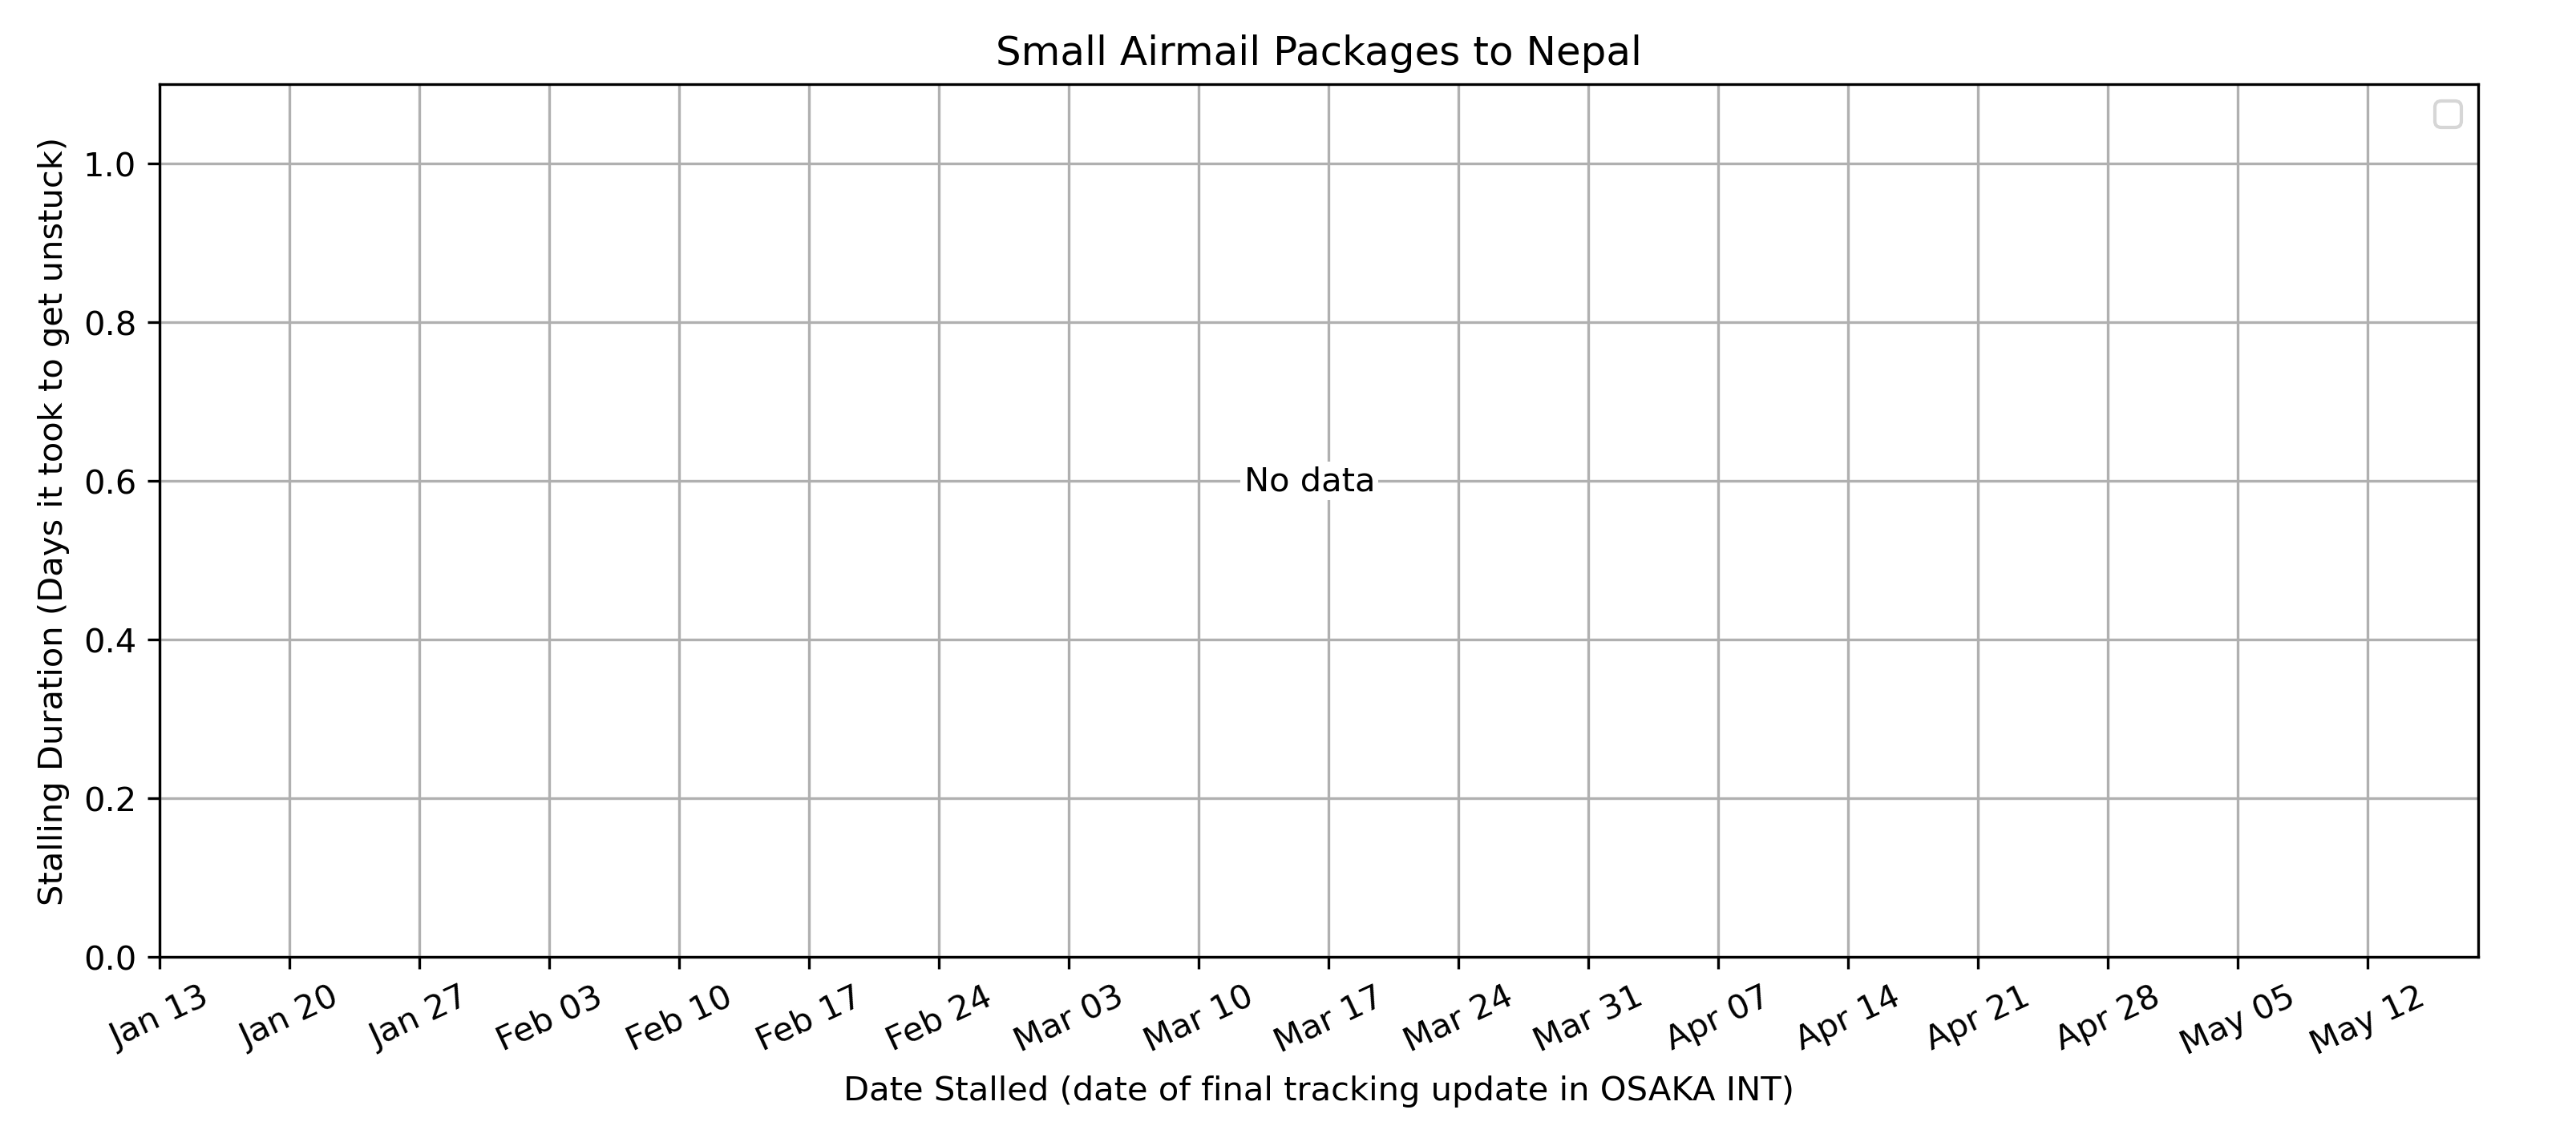 Small Airmail Packages to Nepal
Stalling Duration (Days it took to get unstuck)
1.0
0.8
0.6
0.4
0.2
0.0
No data
Jan 13
Jan 20
Jan 27
Feb 03
Feb 10
Feb 17
Feb 24
Mar 03
Mar 10
Mar 17
Mar 24
Mar 31
Apr 07
Apr 14
Apr 21
Apr 28
May 05
May 12
Date Stalled (date of final tracking update in OSAKA INT)